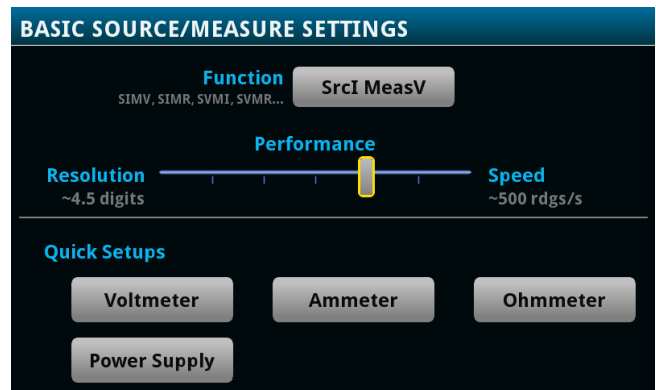 BASIC SOURCE/MEASURE SETTINGS
Function
SIMV, SIMR, SVMI, SVMR...
SrcI MeasV
Performance
Resolution
~4.5 digits
Speed
~500 rdgs/s
Quick Setups
Voltmeter
Ammeter
Ohmmeter
Power Supply